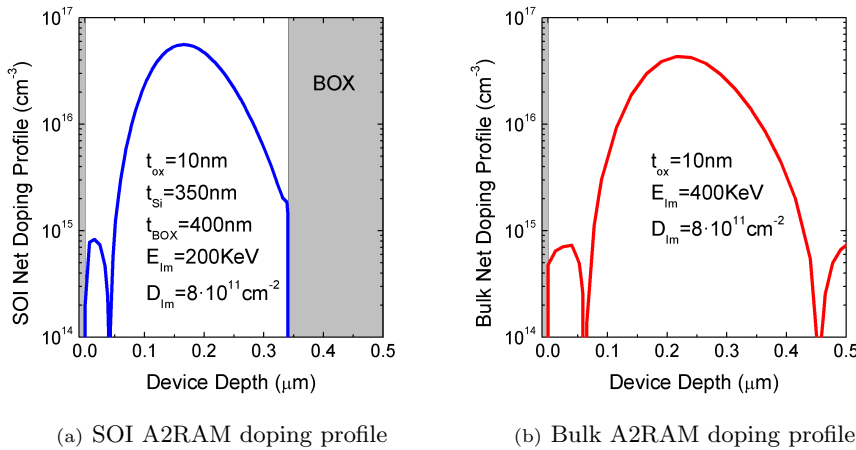 10^17
10^16
10^15
10^14
SOI Net Doping Profile (cm^-3)
BOX
t_ox=10nm
t_Si=350nm
t_BOX=400nm
E_Im=200KeV
D_Im=8·10^11cm^-2
0.0 0.1 0.2 0.3 0.4 0.5
Device Depth (μm)
(a) SOI A2RAM doping profile
10^17
10^16
10^15
10^14
Bulk Net Doping Profile (cm^-3)
t_ox=10nm
E_Im=400KeV
D_Im=8·10^11cm^-2
0.0 0.1 0.2 0.3 0.4 0.5
Device Depth (μm)
(b) Bulk A2RAM doping profile